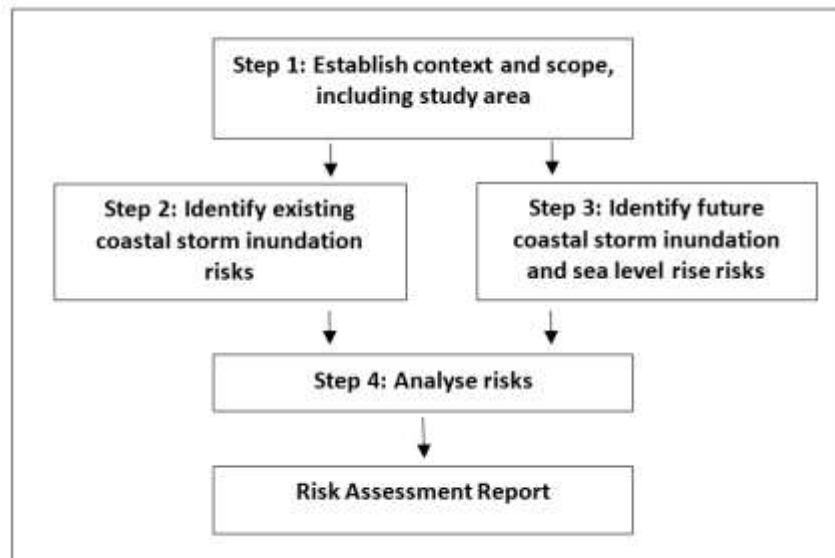 Step 1: Establish context and scope,
including study area
Step 2: Identify existing
coastal storm inundation
risks
Step 3: Identify future
coastal storm inundation
and sea level rise risks
Step 4: Analyse risks
Risk Assessment Report